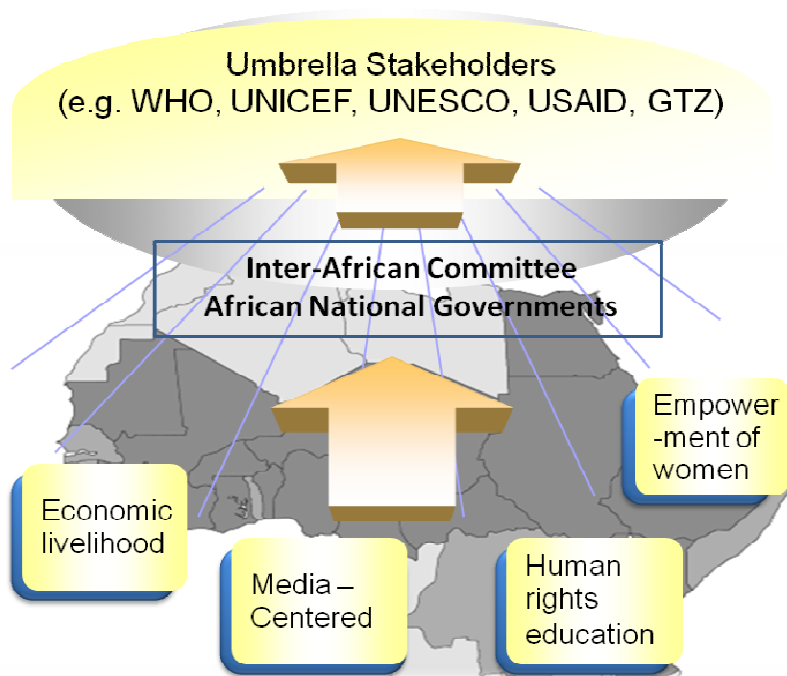 Umbrella Stakeholders
(e.g. WHO, UNICEF, UNESCO, USAID, GTZ)
Inter-African Committee
African National Governments
Empower
-ment of
women
Economic
livelihood
Media –
Centered
Human
rights
education